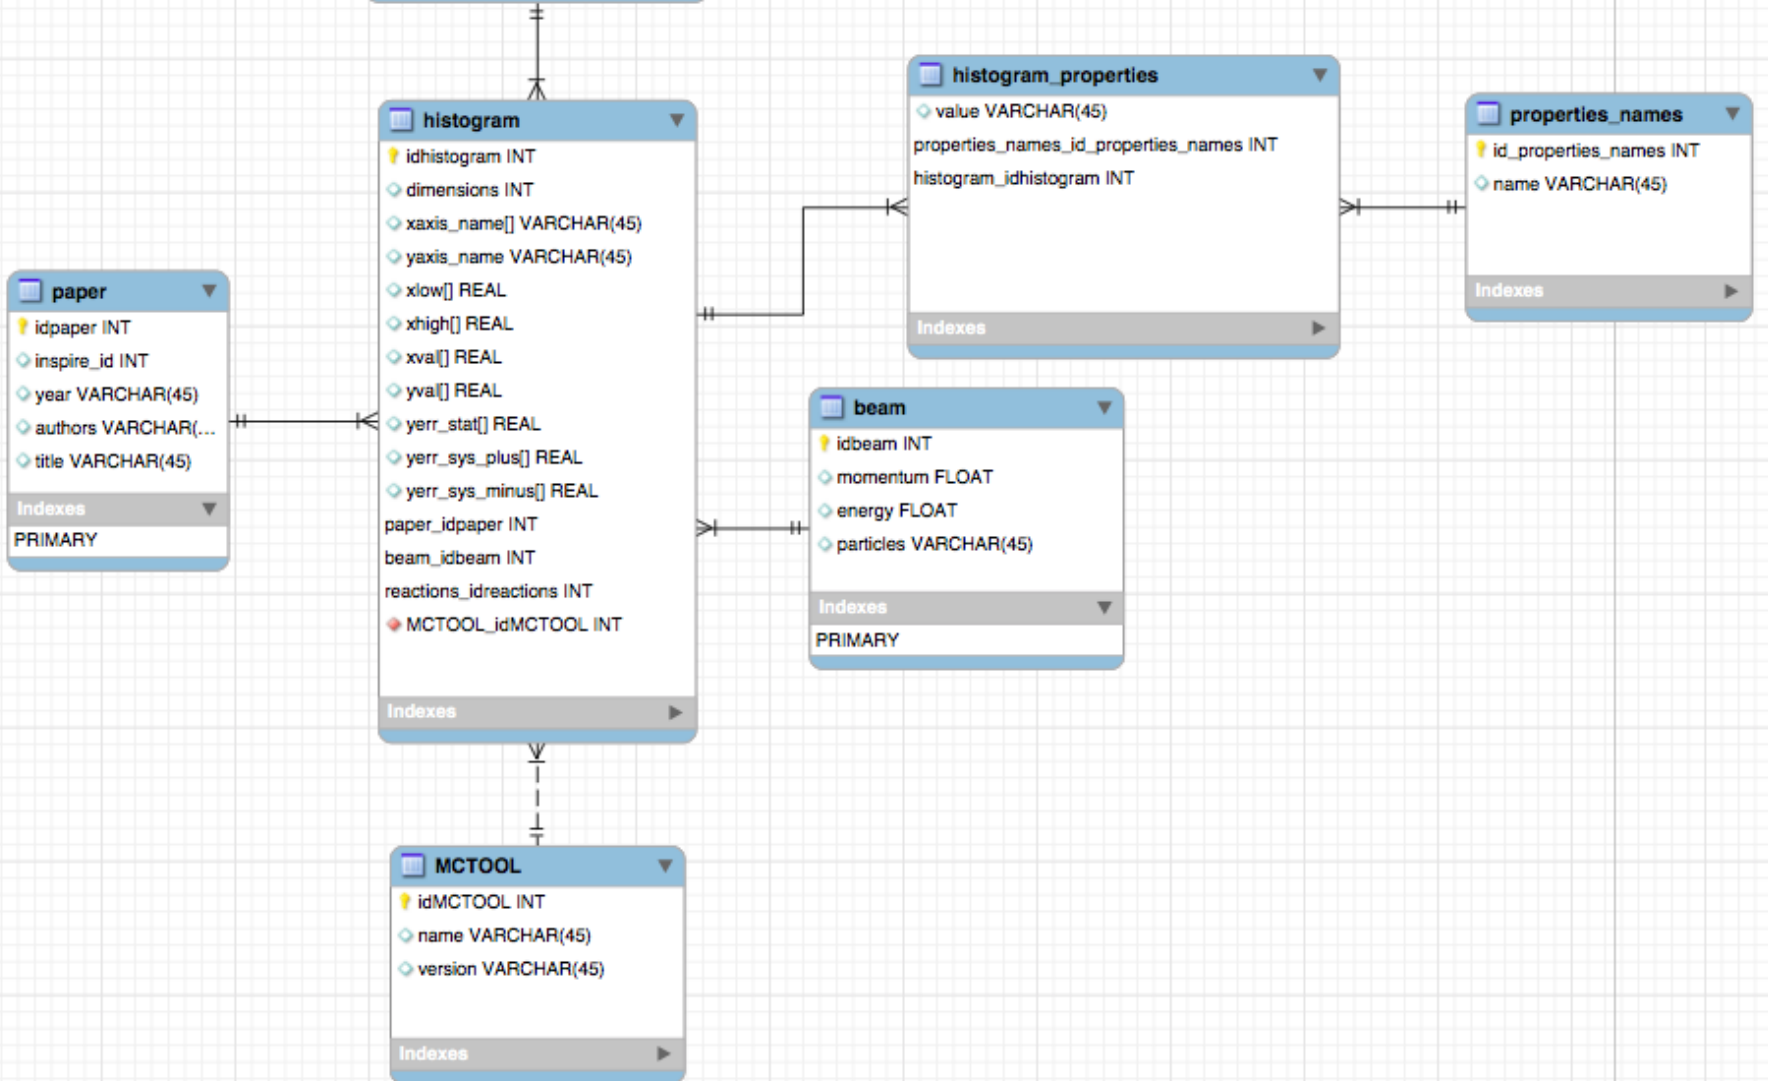 histogram
idhistogram INT
dimensions INT
xaxis_name[] VARCHAR(45)
yaxis_name VARCHAR(45)
xlow[] REAL
xhigh[] REAL
xval[] REAL
yval[] REAL
yerr_stat[] REAL
yerr_sys_plus[] REAL
yerr_sys_minus[] REAL
paper_idpaper INT
beam_idbeam INT
reactions_idreactions INT
MCTOOL_idMCTOOL INT
Indexes
histogram_properties
value VARCHAR(45)
properties_names_id_properties_names INT
histogram_idhistogram INT
Indexes
properties_names
id_properties_names INT
name VARCHAR(45)
Indexes
paper
idpaper INT
inspire_id INT
year VARCHAR(45)
authors VARCHAR(...
title VARCHAR(45)
Indexes
PRIMARY
beam
idbeam INT
momentum FLOAT
energy FLOAT
particles VARCHAR(45)
Indexes
PRIMARY
MCTOOL
idMCTOOL INT
name VARCHAR(45)
version VARCHAR(45)
Indexes